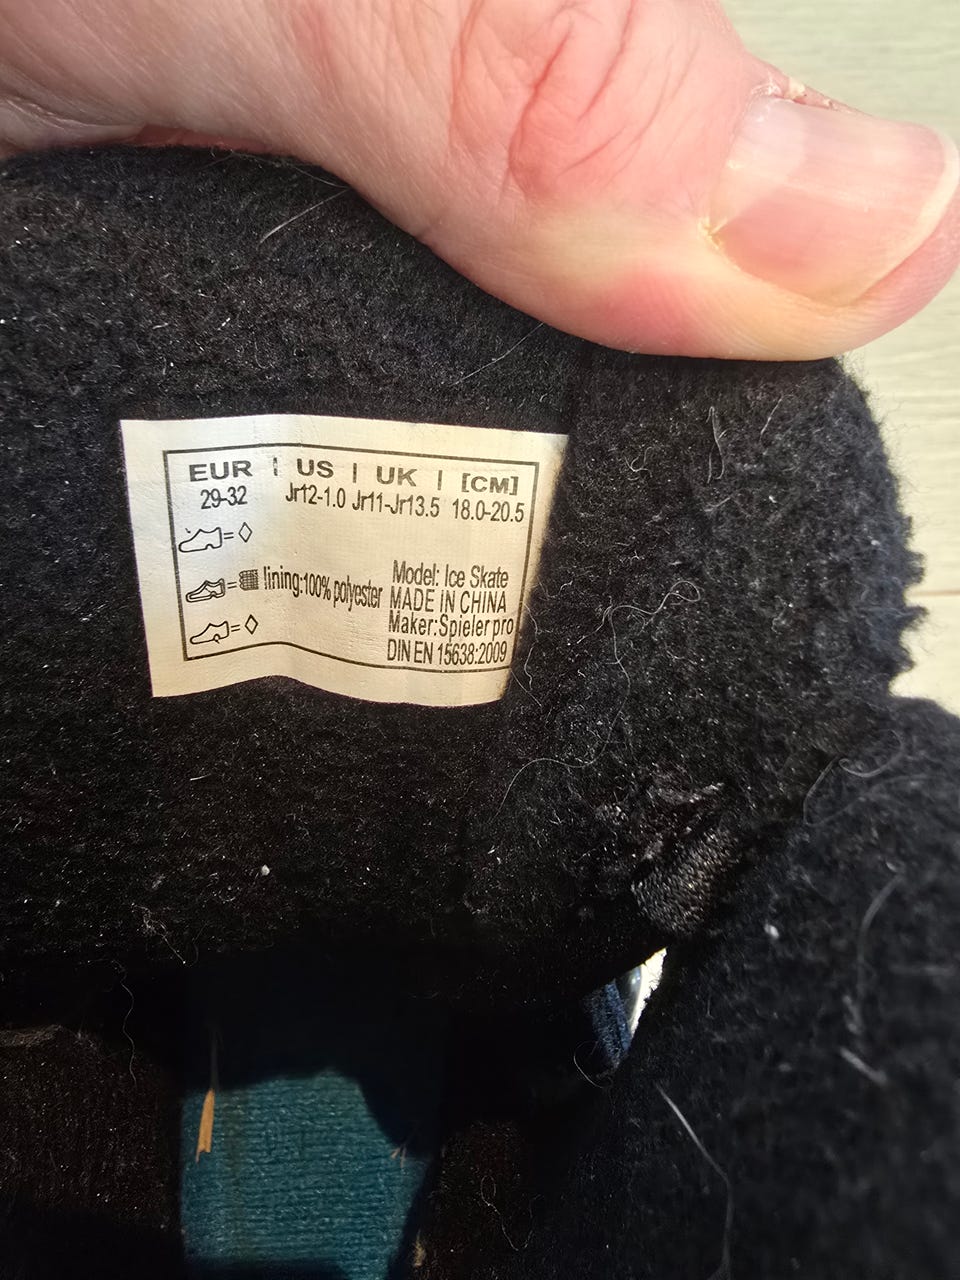 EUR | US | UK | [CM]
29-32 Jr12-1.0 Jr11-Jr13.5 18.0-20.5
=
= lining:100% polyester
=
Model: Ice Skate
MADE IN CHINA
Maker:Spieler pro
DIN EN 15638:2009